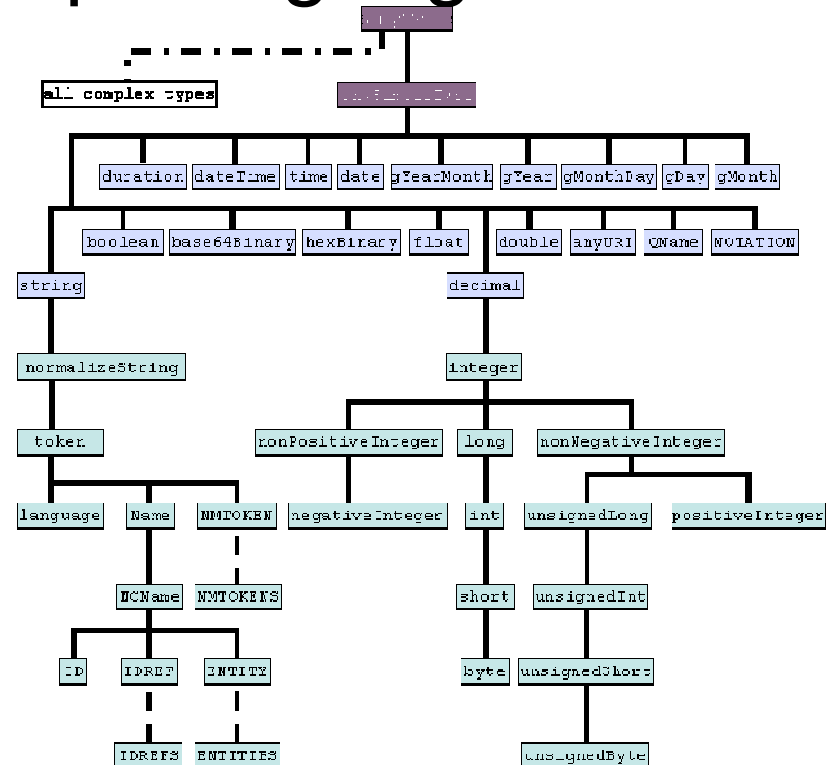 all complex types
duration dateTime time date gYearMonth gYear gMonthDay gDay gMonth
boolean base64Binary hexBinary float double anyURI QName NOTATION
string decimal
normalizeString integer
token nonPositiveInteger long nonNegativeInteger
language Name NMTOKEN negativeInteger int unsignedLong positiveInteger
NCName NMTOKENS short unsignedInt
ID IDREF ENTITY byte unsignedShort
IDREFS ENTITIES unsignedByte